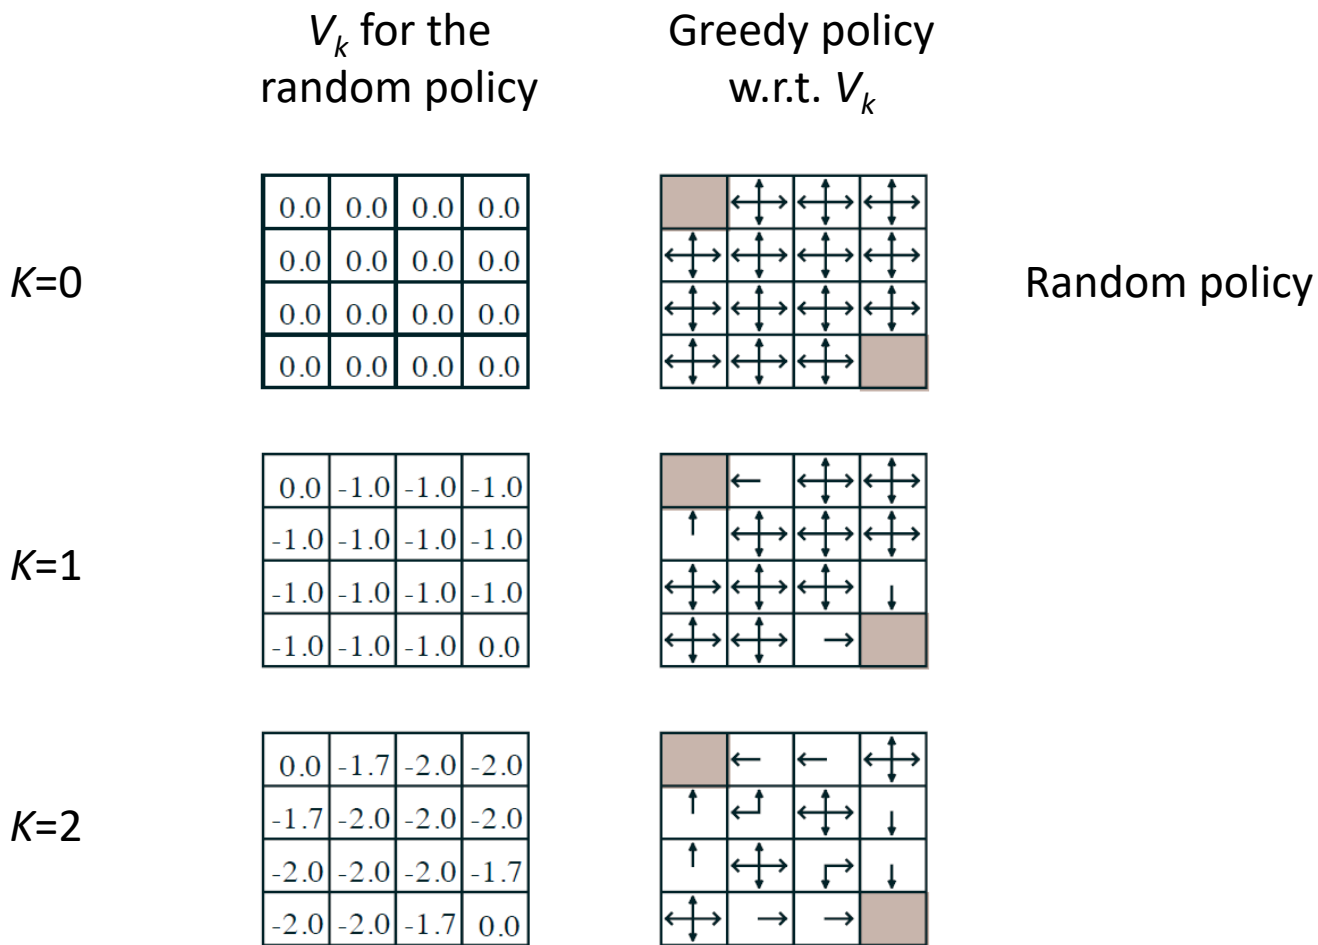 V_k for the
random policy
Greedy policy
w.r.t. V_k
K=0
0.0 0.0 0.0 0.0
0.0 0.0 0.0 0.0
0.0 0.0 0.0 0.0
0.0 0.0 0.0 0.0
Random policy
K=1
0.0 -1.0 -1.0 -1.0
-1.0 -1.0 -1.0 -1.0
-1.0 -1.0 -1.0 -1.0
-1.0 -1.0 -1.0 0.0
K=2
0.0 -1.7 -2.0 -2.0
-1.7 -2.0 -2.0 -2.0
-2.0 -2.0 -2.0 -1.7
-2.0 -2.0 -1.7 0.0